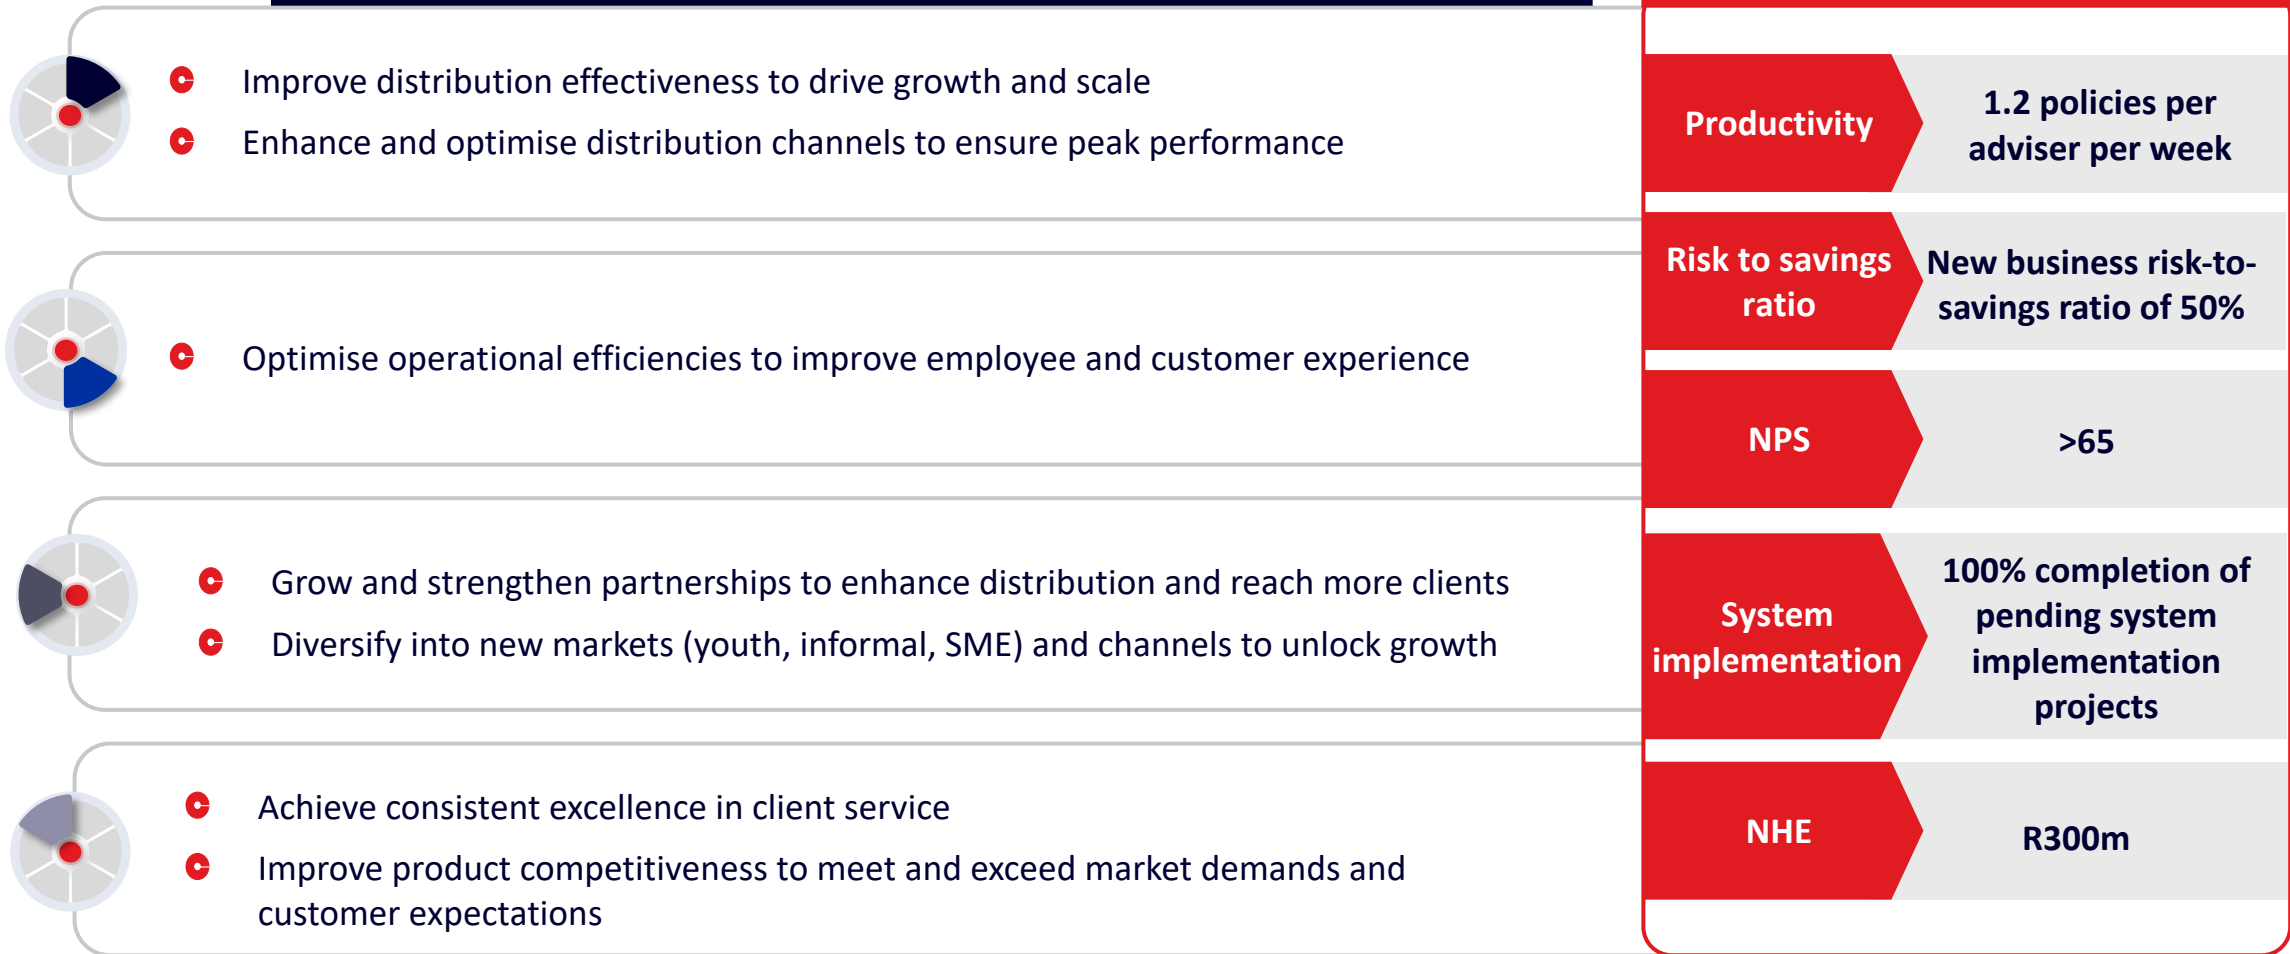 Improve distribution effectiveness to drive growth and scale
Enhance and optimise distribution channels to ensure peak performance
Optimise operational efficiencies to improve employee and customer experience
Grow and strengthen partnerships to enhance distribution and reach more clients
Diversify into new markets (youth, informal, SME) and channels to unlock growth
Achieve consistent excellence in client service
Improve product competitiveness to meet and exceed market demands and
customer expectations
Productivity
1.2 policies per
adviser per week
Risk to savings
ratio
New business risk-to-
savings ratio of 50%
NPS
>65
System
implementation
100% completion of
pending system
implementation
projects
NHE
R300m